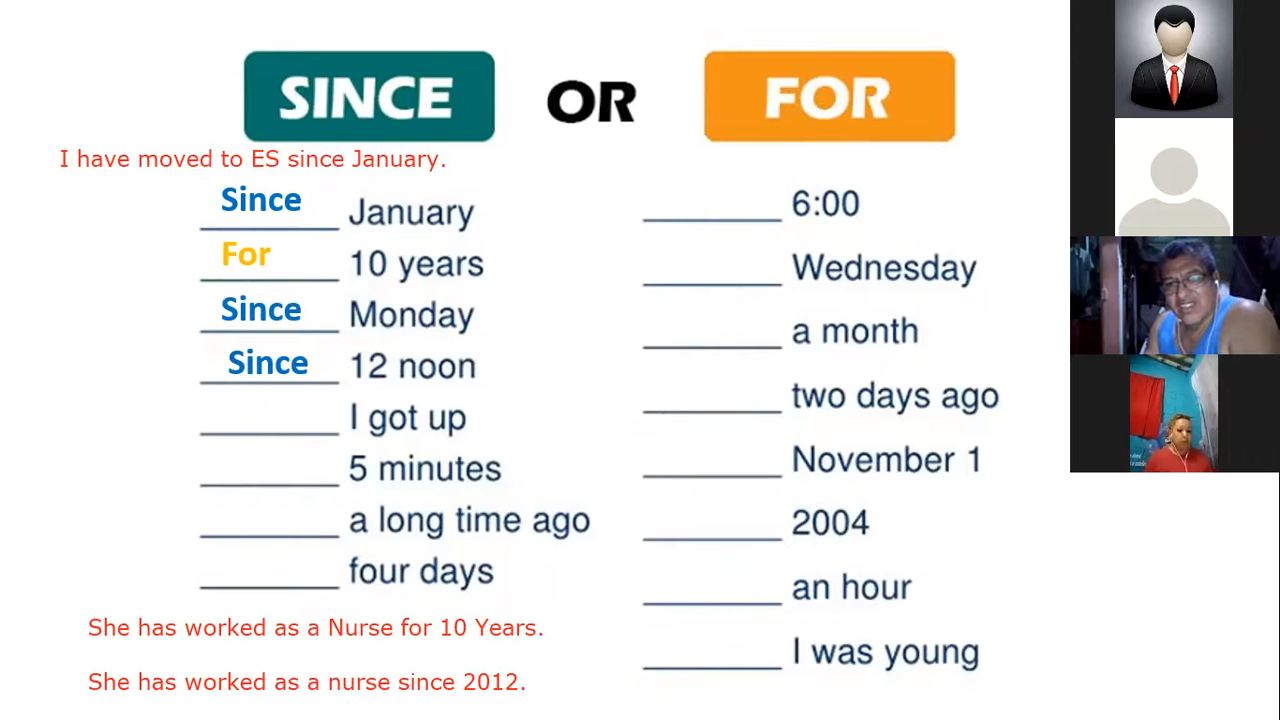 SINCE OR FOR
I have moved to ES since January.
Since January
For 10 years
Since Monday
Since 12 noon
I got up
5 minutes
a long time ago
four days
6:00
Wednesday
a month
two days ago
November 1
2004
an hour
I was young
She has worked as a Nurse for 10 Years.
She has worked as a nurse since 2012.